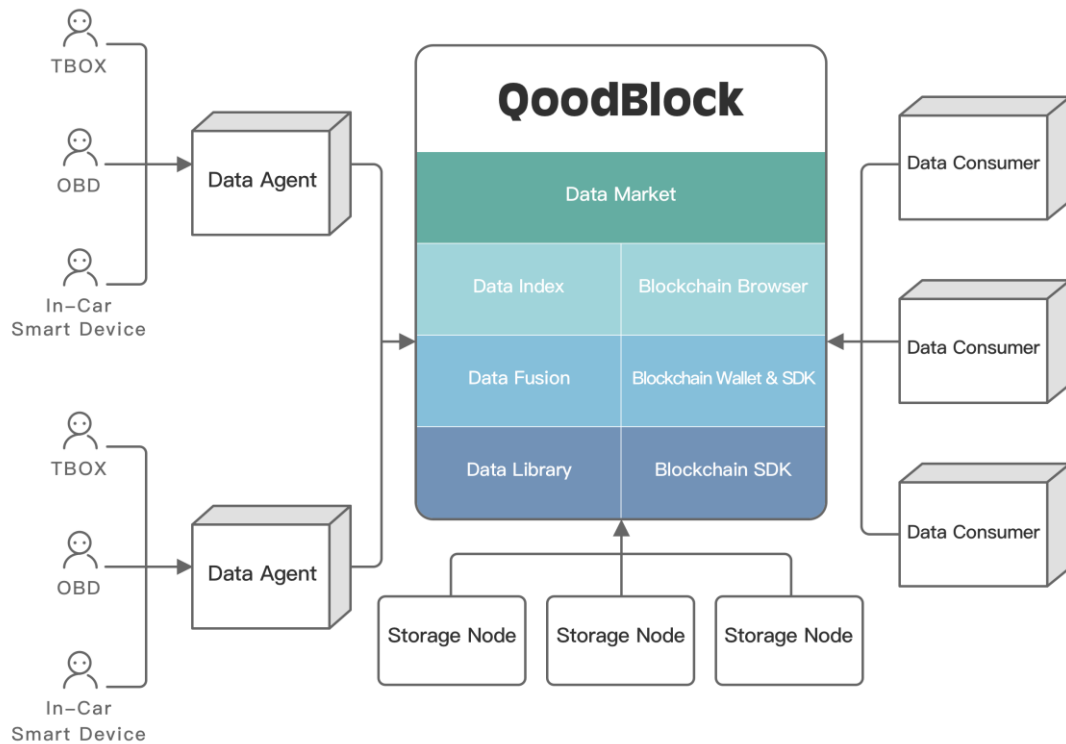 TBOX
OBD
In-Car
Smart Device
Data Agent
TBOX
OBD
In-Car
Smart Device
Data Agent
QoodBlock
Data Market
Data Index
Blockchain Browser
Data Fusion
Blockchain Wallet & SDK
Data Library
Blockchain SDK
Storage Node
Storage Node
Storage Node
Data Consumer
Data Consumer
Data Consumer